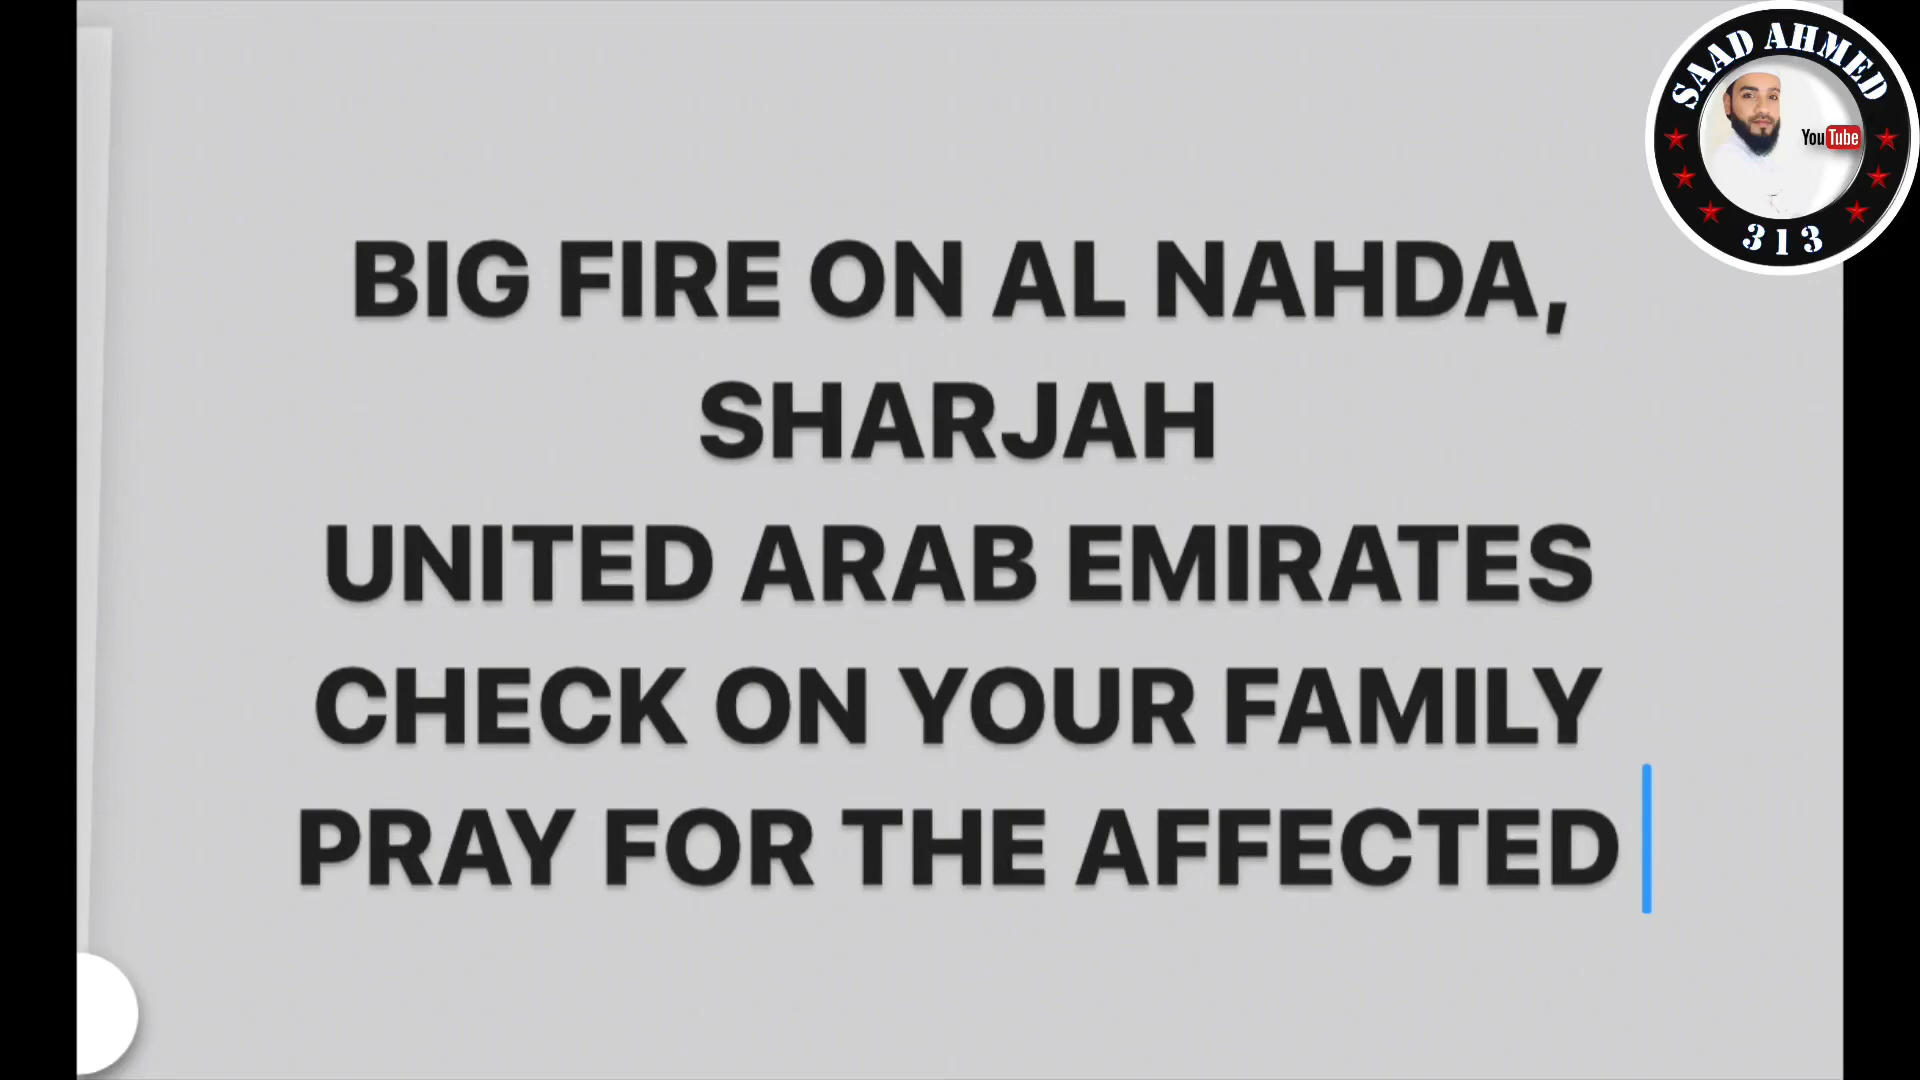 SAAD AHMED
YouTube
313
BIG FIRE ON AL NAHDA,
SHARJAH
UNITED ARAB EMIRATES
CHECK ON YOUR FAMILY
PRAY FOR THE AFFECTED